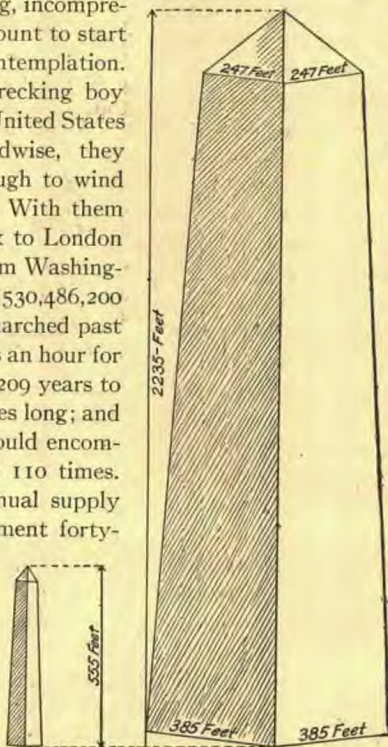 g, incompre-
ount to start
ntemplation.
recking boy
United States
dwise, they
ugh to wind
With them
k to London
m Washing-
530,486,200
arched past
s an hour for
209 years to
es long; and
ould encom-
110 times.
nual supply
ment forty-
247 Feet 247 Feet
2235-Feet
555 Feet
385 Feet 385 Feet